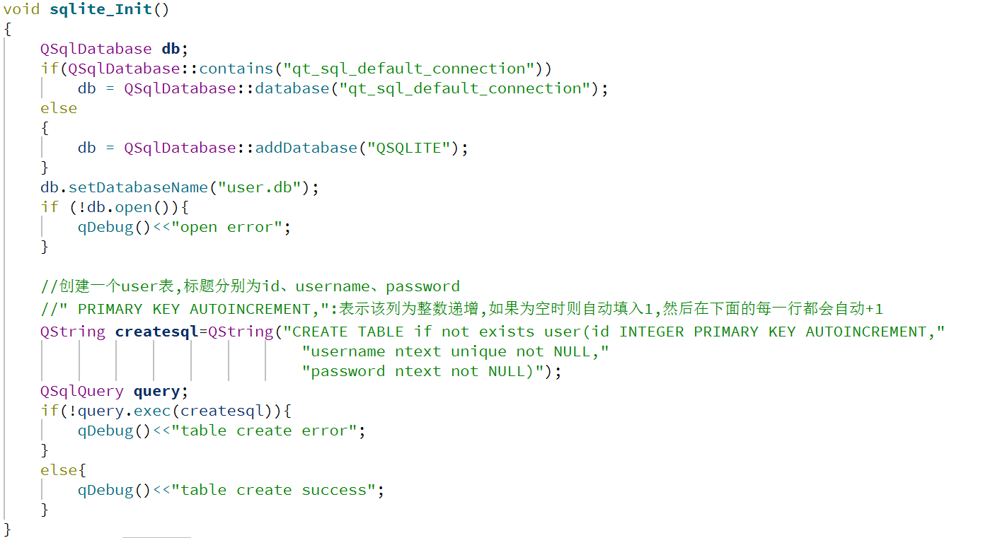 void sqlite_Init()
{
    QSqlDatabase db;
    if(QSqlDatabase::contains("qt_sql_default_connection"))
        db = QSqlDatabase::database("qt_sql_default_connection");
    else
    {
        db = QSqlDatabase::addDatabase("QSQLITE");
    }
    db.setDatabaseName("user.db");
    if (!db.open()){
        qDebug()<<"open error";
    }
    //创建一个user表,标题分别为id、username、password
    //" PRIMARY KEY AUTOINCREMENT,":表示该列为整数递增,如果为空时则自动填入1,然后在下面的每一行都会自动+1
    QString createsql=QString("CREATE TABLE if not exists user(id INTEGER PRIMARY KEY AUTOINCREMENT,"
                              "username ntext unique not NULL,"
                              "password ntext not NULL)");
    QSqlQuery query;
    if(!query.exec(createsql)){
        qDebug()<<"table create error";
    }
    else{
        qDebug()<<"table create success";
    }
}